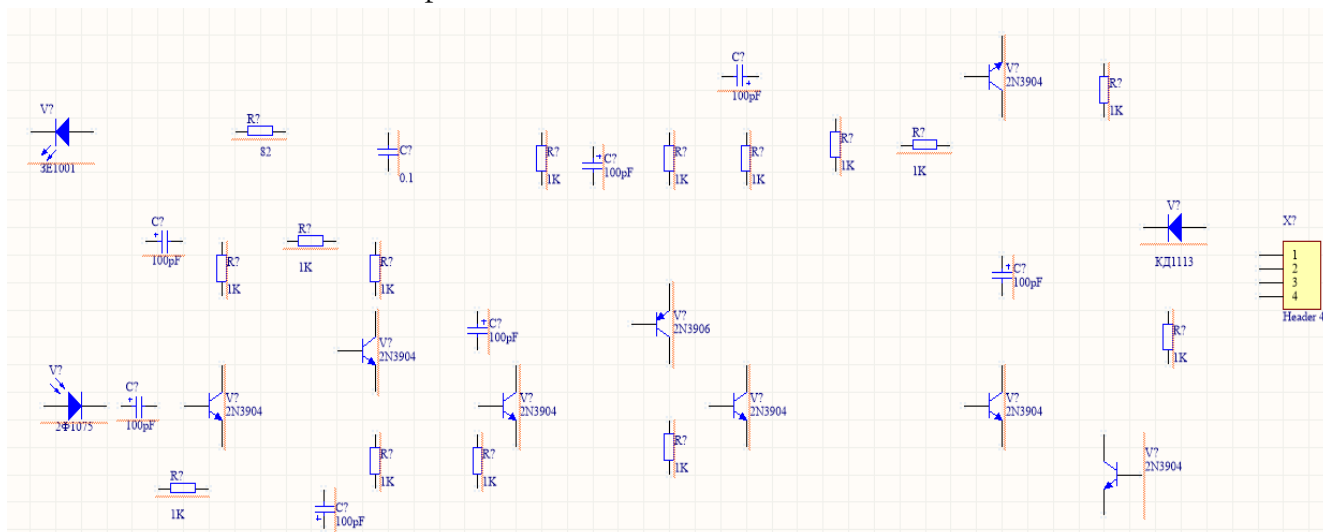 C?
100pF
V?
2N3904
R?
1K
V?
3Е1001
R?
82
C?
0.1
R?
1K
C?
100pF
R?
1K
R?
1K
R?
1K
R?
1K
V?
КД1113
X?
1
2
3
4
Header 4
C?
100pF
R?
1K
R?
1K
R?
1K
C?
100pF
R?
1K
V?
2N3904
C?
100pF
V?
2N3906
V?
2Ф1075
C?
100pF
V?
2N3904
V?
2N3904
V?
2N3904
V?
2N3904
R?
1K
R?
1K
R?
1K
V?
2N3904
R?
1K
C?
100pF